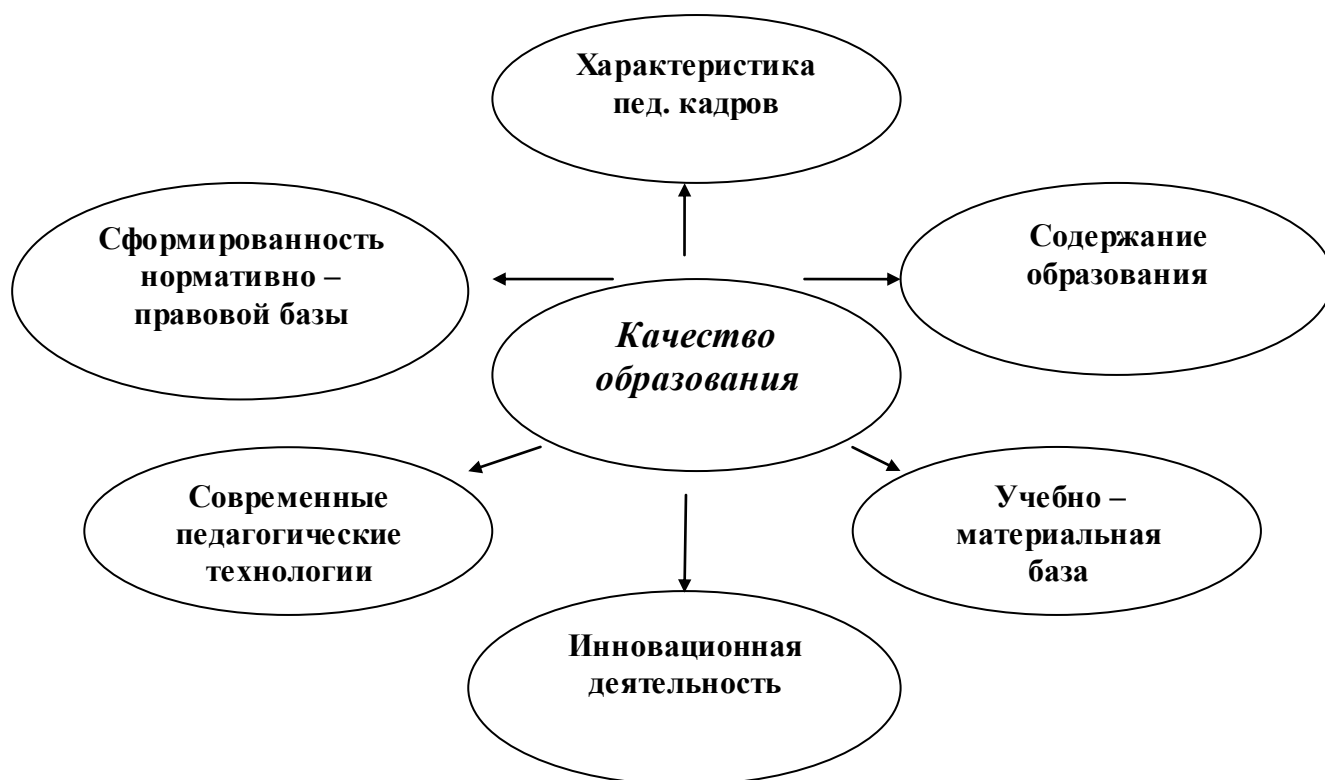 Характеристика
пед. кадров
Сформированность
нормативно –
правовой базы
Содержание
образования
Качество
образования
Современные
педагогические
технологии
Учебно –
материальная
база
Инновационная
деятельность